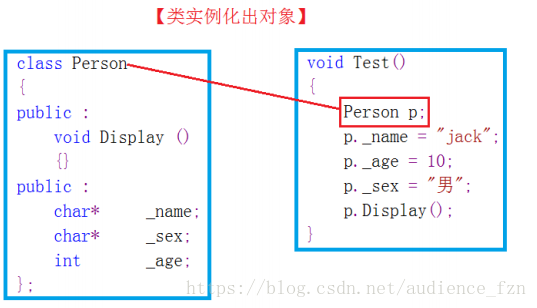 【类实例化出对象】
class Person
{
public :
void Display ()
{}
public :
char* _name;
char* _sex;
int _age;
};
void Test()
{
Person p;
p._name = "jack";
p._age = 10;
p._sex = "男";
p.Display();
}
https://blog.csdn.net/audience_fzn